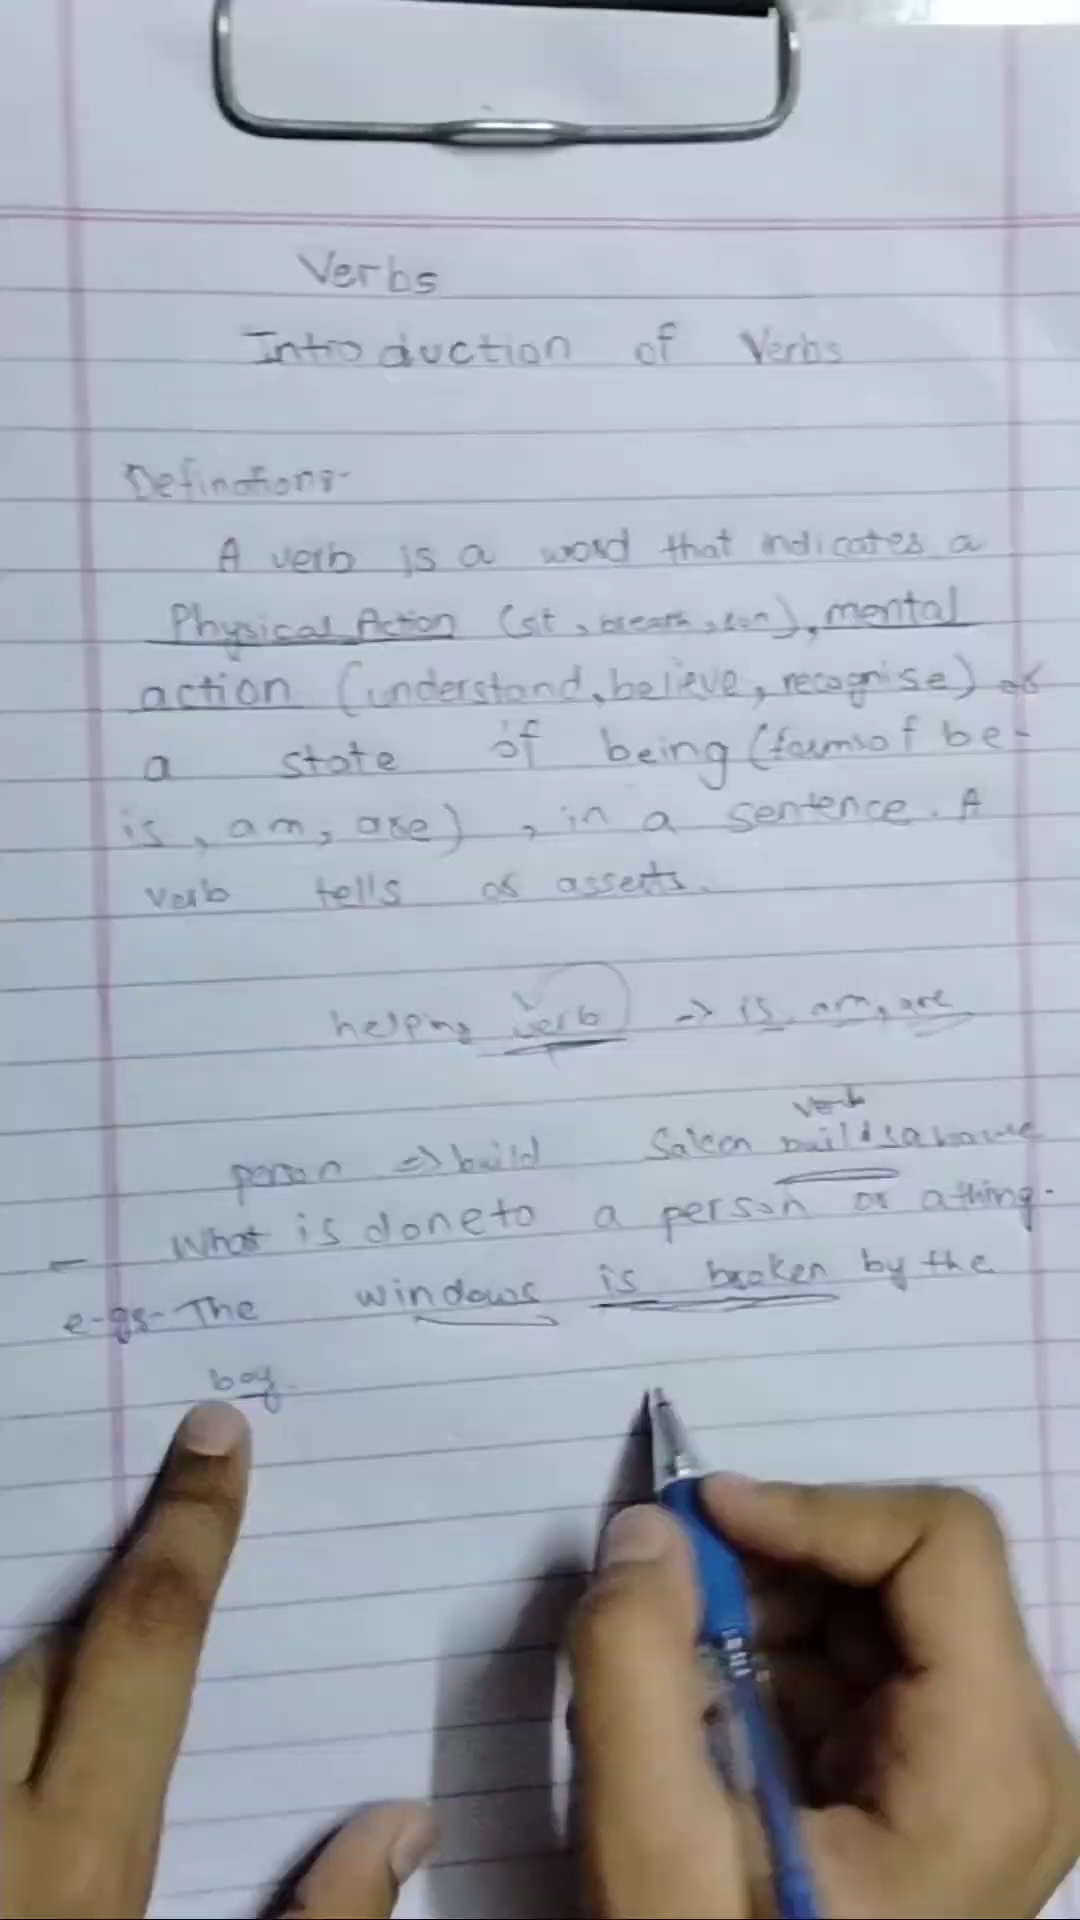 Verbs
Introduction of Verbs
Definations-
A verb is a word that indicates a
Physical Action (sit, breath, run), mental
action (understand, believe, recognise) or
a state of being (forms of be-
is, am, are) , in a sentence. A
verb tells or asserts.
helping verb -> is, am, are
verb
person => build Saleem builds a house
- What is done to a person or a thing.
e-gs- The windows is broken by the
boy.